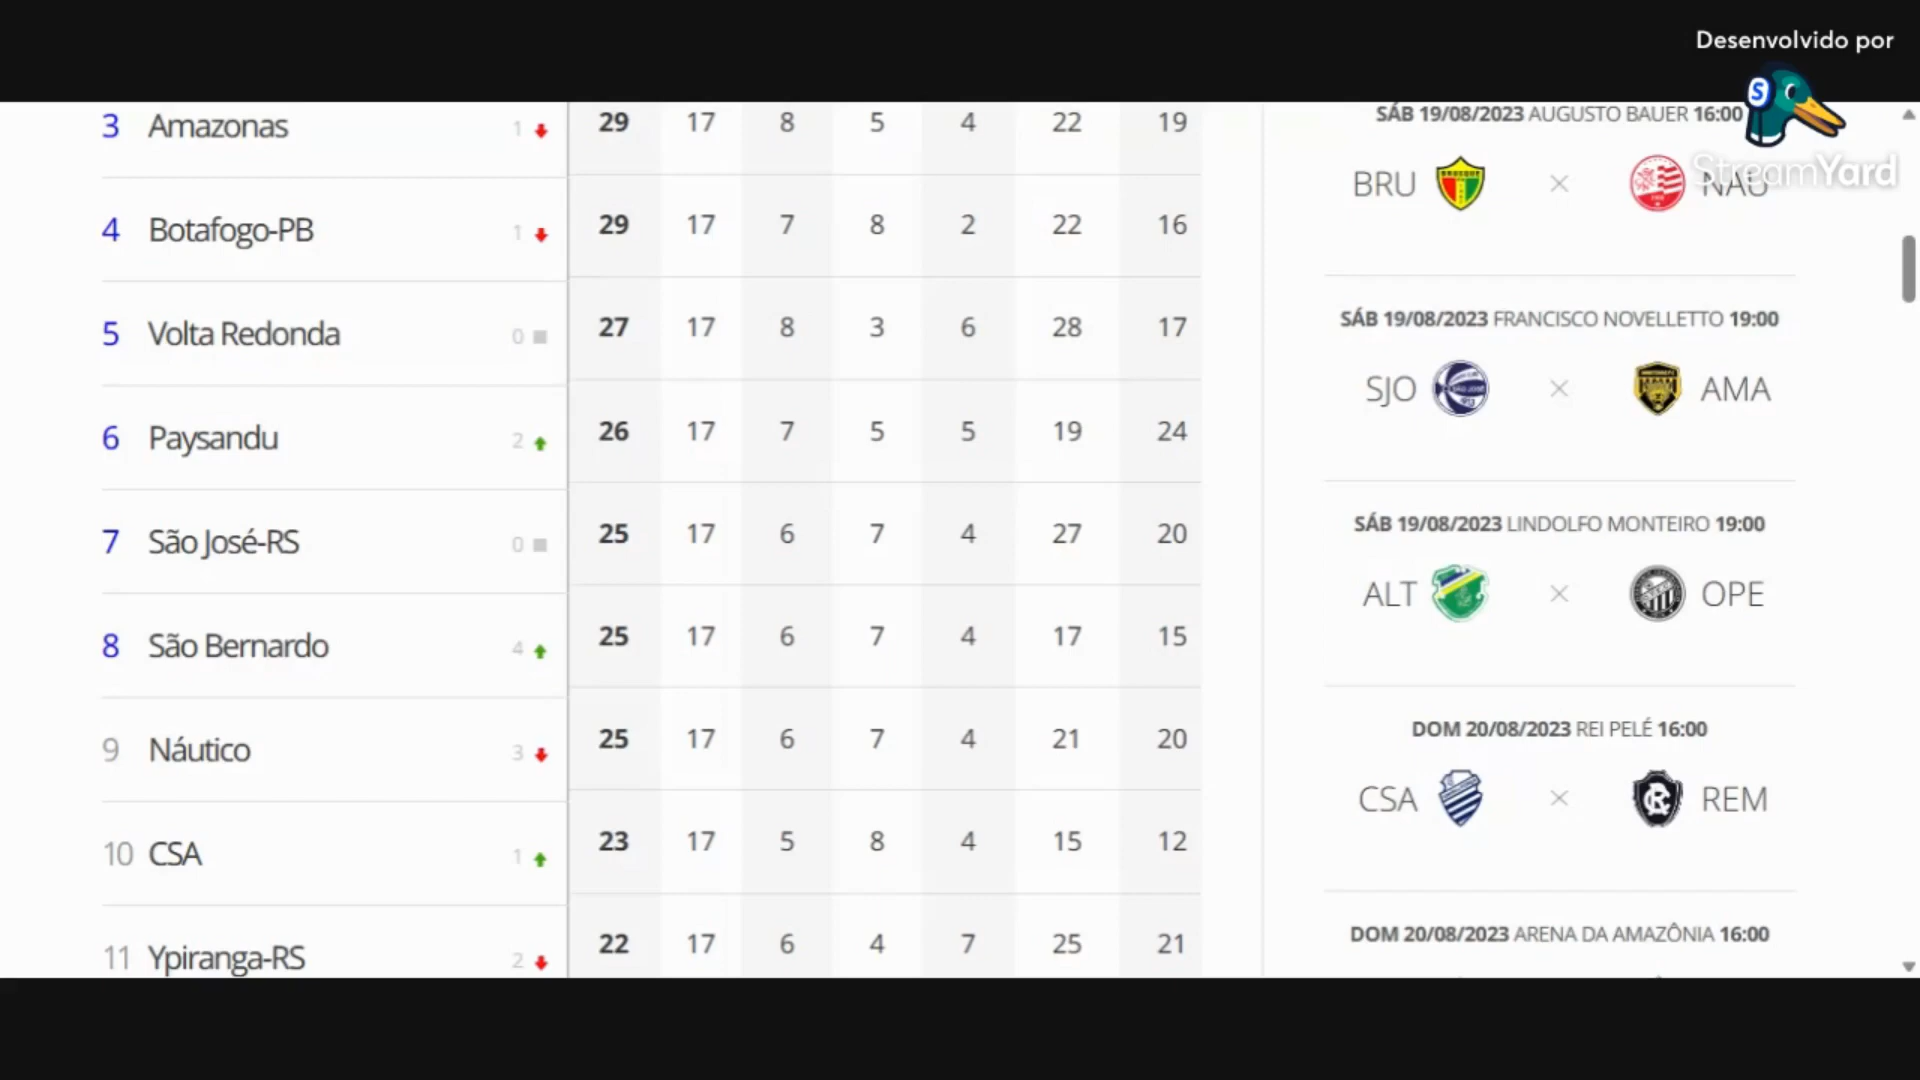 Desenvolvido por
StreamYard
3 Amazonas 1 29 17 8 5 4 22 19
4 Botafogo-PB 1 29 17 7 8 2 22 16
5 Volta Redonda 0 27 17 8 3 6 28 17
6 Paysandu 2 26 17 7 5 5 19 24
7 São José-RS 0 25 17 6 7 4 27 20
8 São Bernardo 4 25 17 6 7 4 17 15
9 Náutico 3 25 17 6 7 4 21 20
10 CSA 1 23 17 5 8 4 15 12
11 Ypiranga-RS 2 22 17 6 4 7 25 21
SÁB 19/08/2023 AUGUSTO BAUER 16:00
BRU × NAU
SÁB 19/08/2023 FRANCISCO NOVELLETTO 19:00
SJO × AMA
SÁB 19/08/2023 LINDOLFO MONTEIRO 19:00
ALT × OPE
DOM 20/08/2023 REI PELÉ 16:00
CSA × REM
DOM 20/08/2023 ARENA DA AMAZÔNIA 16:00